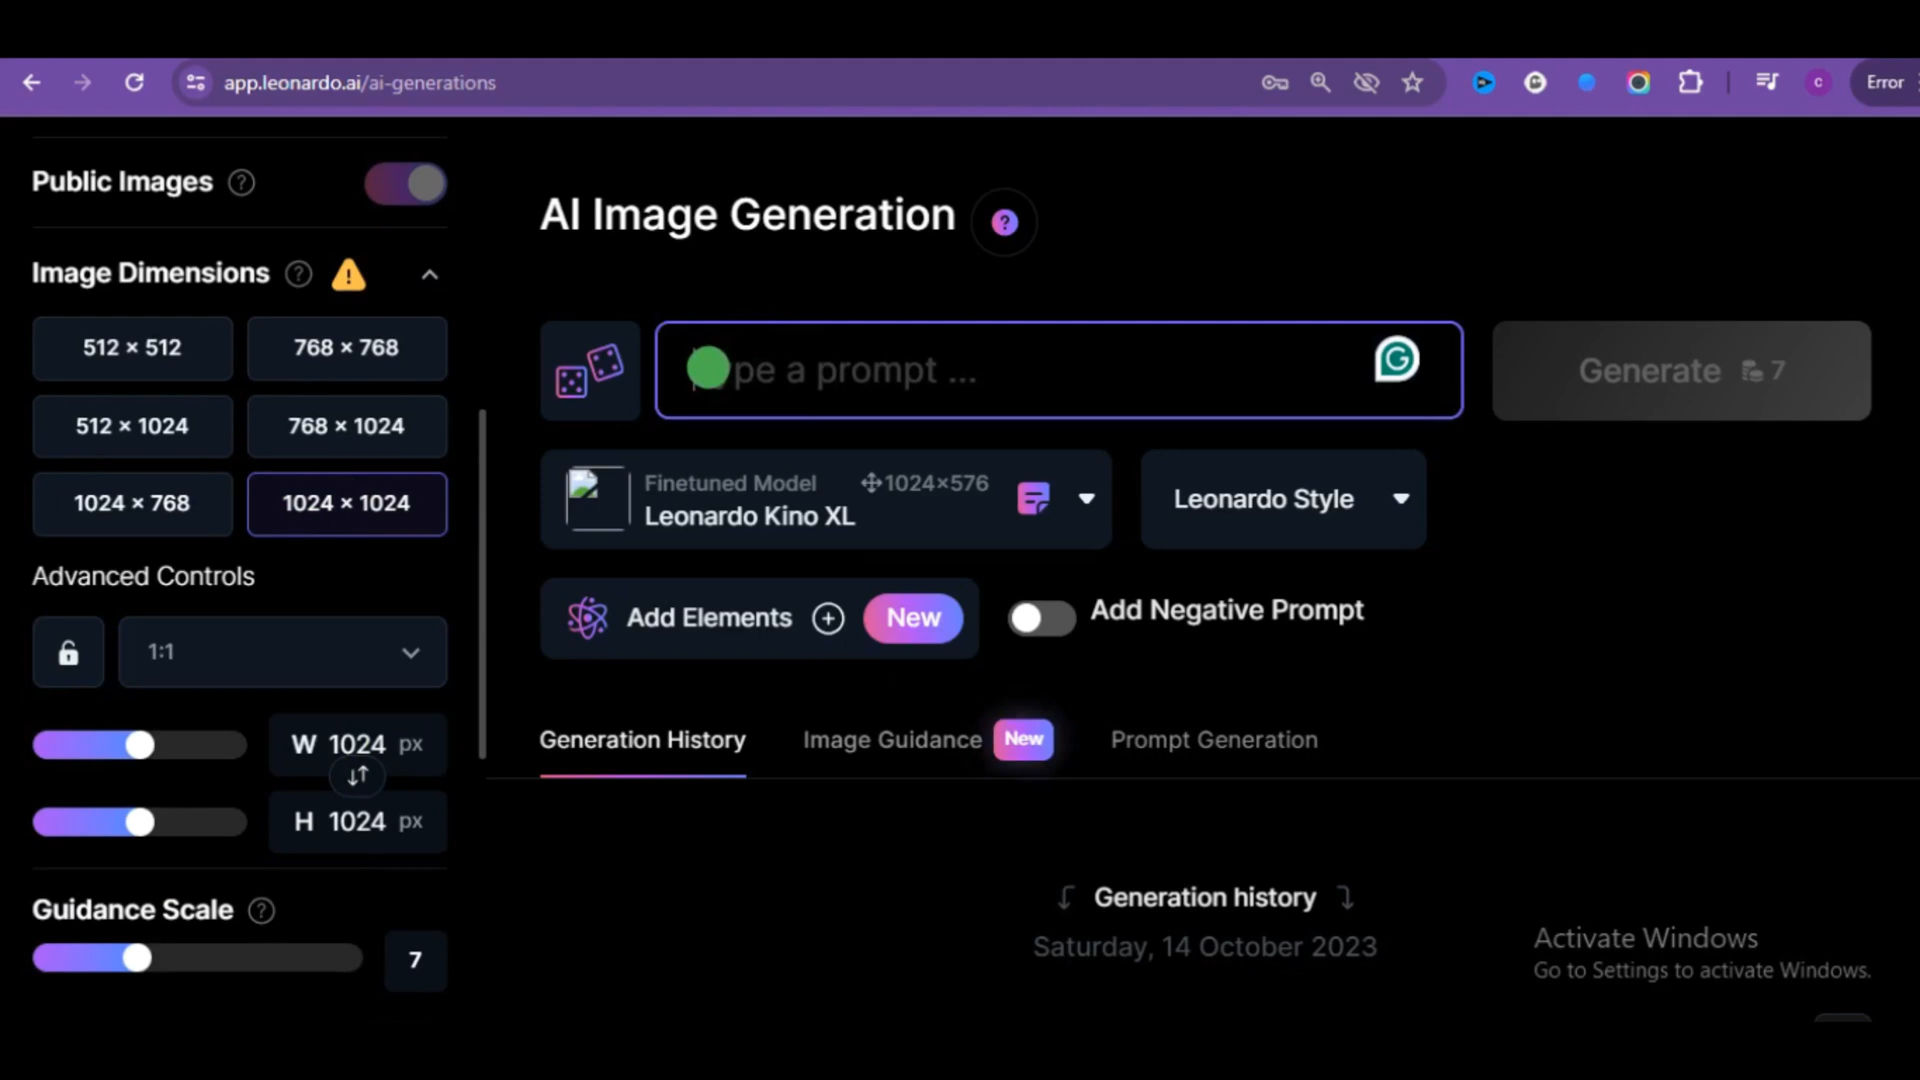 app.leonardo.ai/ai-generations
C
Error
Public Images ?
Image Dimensions ? !
512 × 512
768 × 768
512 × 1024
768 × 1024
1024 × 768
1024 × 1024
Advanced Controls
1:1
W 1024 px
H 1024 px
Guidance Scale ?
7
AI Image Generation ?
pe a prompt ...
G
Generate 7
Finetuned Model 1024×576
Leonardo Kino XL
Leonardo Style
Add Elements + New
Add Negative Prompt
Generation History
Image Guidance New
Prompt Generation
Generation history
Saturday, 14 October 2023
Activate Windows
Go to Settings to activate Windows.